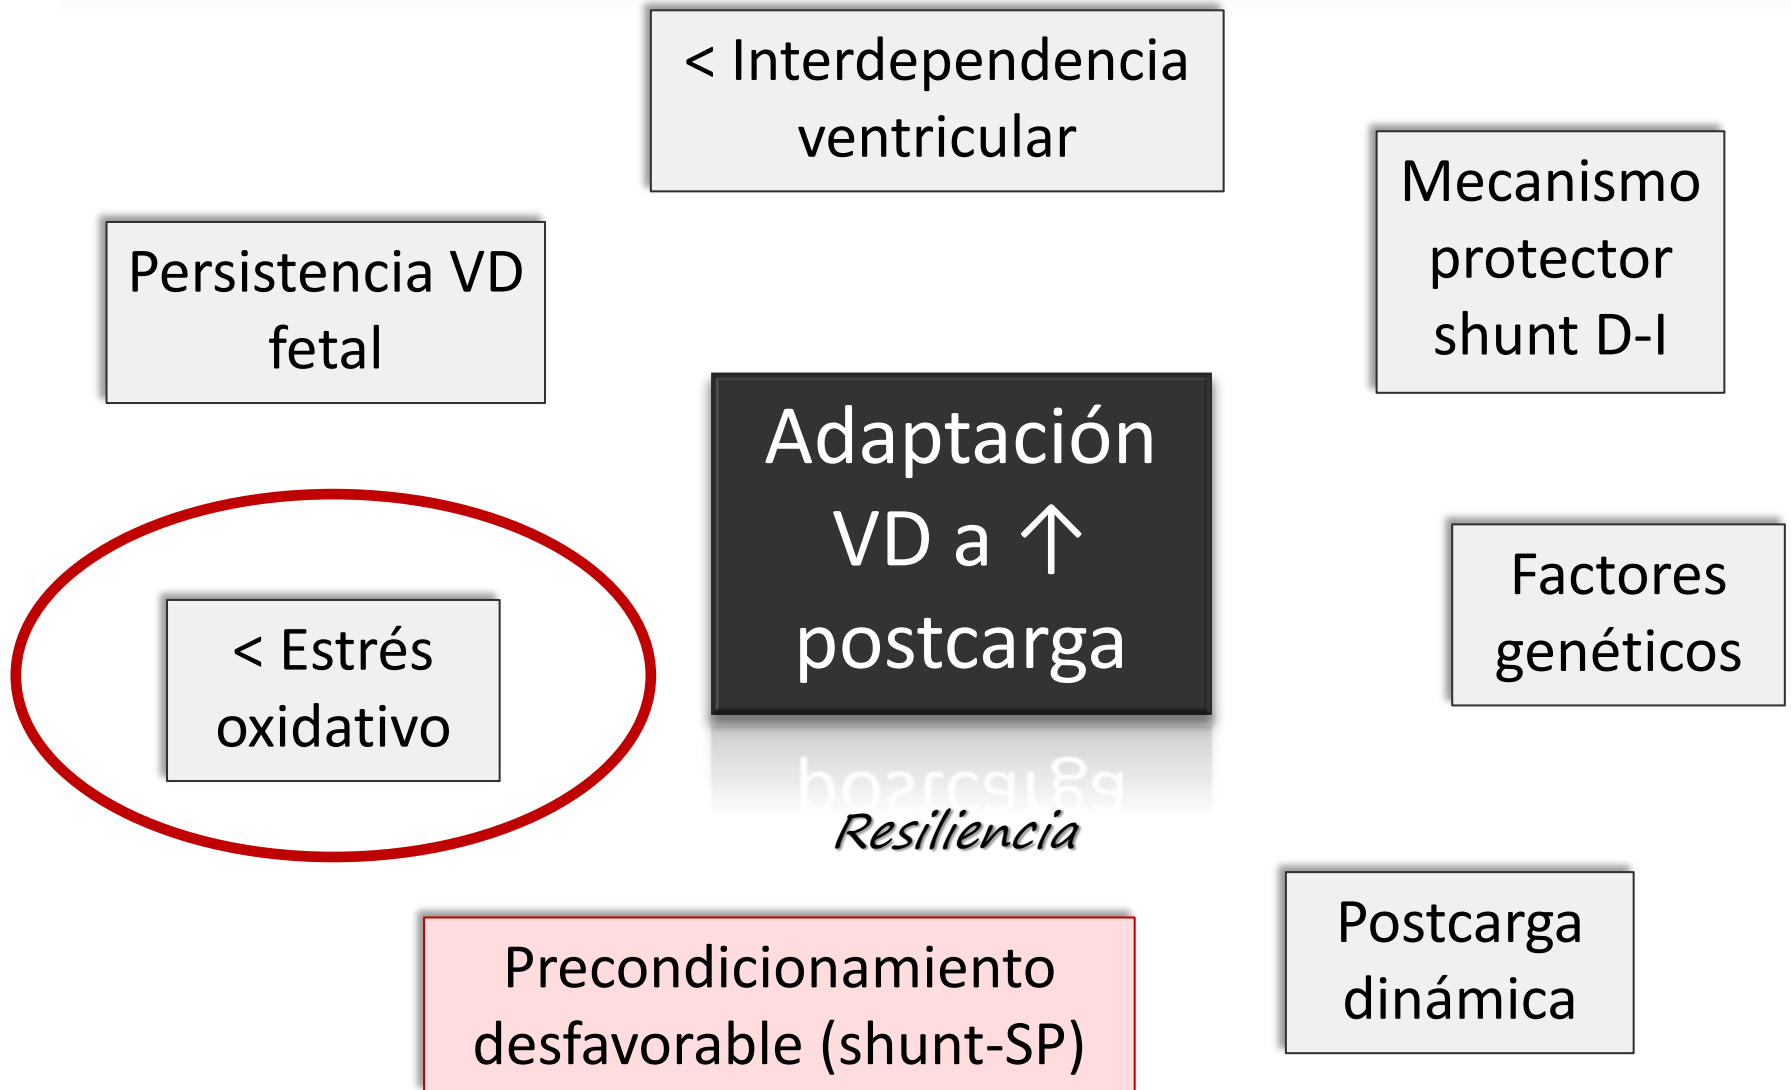 < Interdependencia
ventricular
Mecanismo
protector
shunt D-I
Persistencia VD
fetal
Adaptación
VD a ↑
postcarga
Factores
genéticos
< Estrés
oxidativo
Resiliencia
Postcarga
dinámica
Precondicionamiento
desfavorable (shunt-SP)